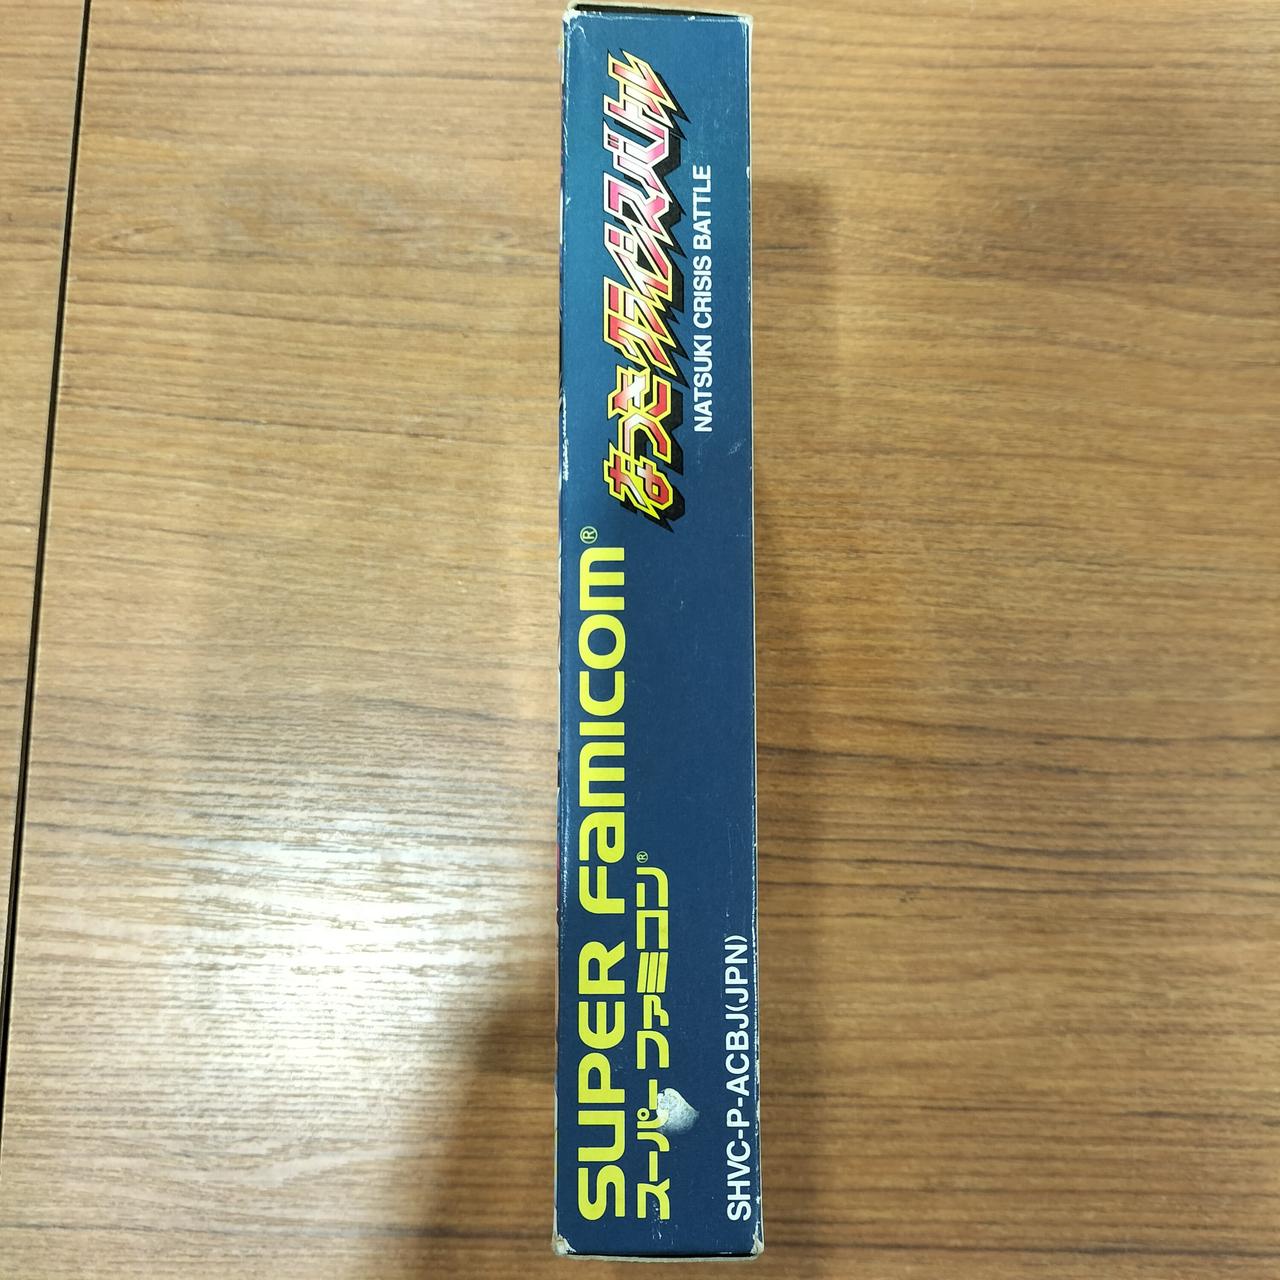 SUPER Famicom®
スーパーファミコン®
なつきクライシスバトル
NATSUKI CRISIS BATTLE
SHVC-P-ACBJ(JPN)